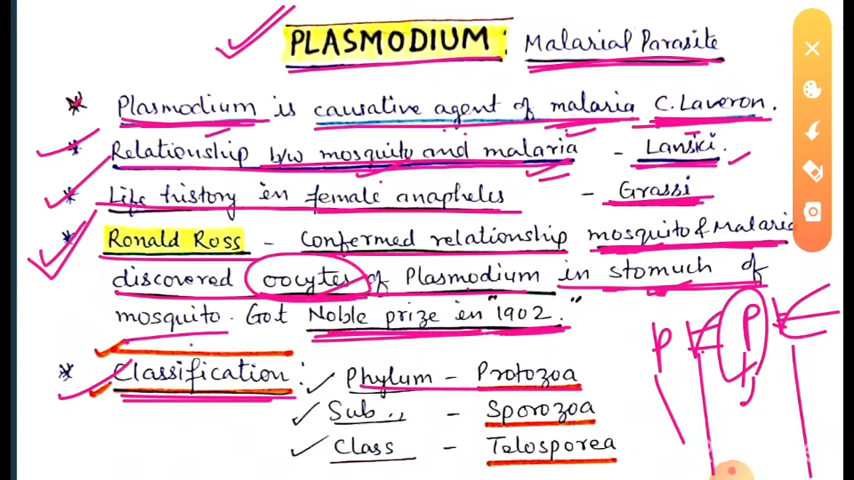 PLASMODIUM: Malarial Parasite
* Plasmodium is causative agent of malaria C. Laveron.
* Relationship b/w mosquito and malaria - Lanski.
* Life history in female anapheles - Grassi
* Ronald Ross - Confirmed relationship mosquito & Malaria
discovered oocytes of Plasmodium in stomuch of
mosquito. Got Noble prize in "1902."
* Classification: Phylum - Protozoa
Sub ,, - Sporozoa
Class - Telosporea
P P